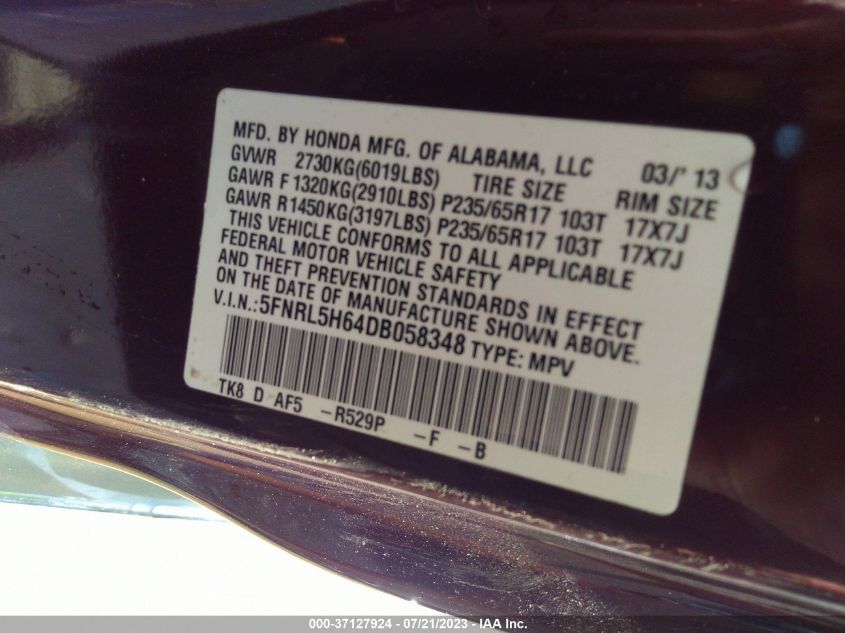 MFD. BY HONDA MFG. OF ALABAMA, LLC 03/' 13
GVWR 2730KG(6019LBS) TIRE SIZE RIM SIZE
GAWR F 1320KG(2910LBS) P235/65R17 103T 17X7J
GAWR R1450KG(3197LBS) P235/65R17 103T 17X7J
THIS VEHICLE CONFORMS TO ALL APPLICABLE
FEDERAL MOTOR VEHICLE SAFETY
AND THEFT PREVENTION STANDARDS IN EFFECT
ON THE DATE OF MANUFACTURE SHOWN ABOVE.
V.I.N.:5FNRL5H64DB058348 TYPE: MPV
TK8 D AF5 -R529P -F -B
000-37127924 - 07/21/2023 - IAA Inc.